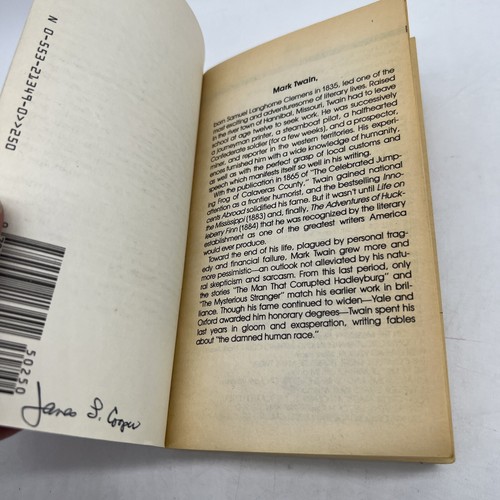 N 0-553-21349-0>>250
50250
James S. Cooper
Mark Twain,
born Samuel Langhorne Clemens in 1835, led one of the
most exciting and adventuresome of literary lives. Raised
in the river town of Hannibal, Missouri, Twain had to leave
school at age twelve to seek work. He was successively
a journeyman printer, a steamboat pilot, a halfhearted
Confederate soldier (for a few weeks), and a prospector,
miner, and reporter in the western territories. His experi-
ences furnished him with a wide knowledge of humanity,
as well as with the perfect grasp of local customs and
speech which manifests itself so well in his writing.
With the publication in 1865 of "The Celebrated Jump-
ing Frog of Calaveras County," Twain gained national
attention as a frontier humorist, and the bestselling Inno-
cents Abroad solidified his fame. But it wasn't until Life on
the Mississippi (1883) and, finally, The Adventures of Huck-
leberry Finn (1884) that he was recognized by the literary
establishment as one of the greatest writers America
would ever produce.
Toward the end of his life, plagued by personal trag-
edy and financial failure, Mark Twain grew more and
more pessimistic—an outlook not alleviated by his natu-
ral skepticism and sarcasm. From this last period, only
the stories "The Man That Corrupted Hadleyburg" and
"The Mysterious Stranger" match his earlier work in bril-
liance. Though his fame continued to widen—Yale and
Oxford awarded him honorary degrees—Twain spent his
last years in gloom and exasperation, writing fables
about "the damned human race."